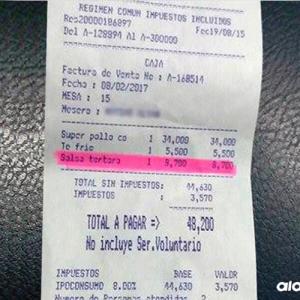 REGIMEN COMUN IMPUESTOS INCLUIDOS
Res20000186897 Fec19/08/15
Del A-128894 Al A-300000
CAJA
Factura de Venta No : A-168514
FECHA : 08/02/2017
MESA : 15
Mesero :
Super pollo co 1 34,000 34,000
Te frio 1 5,500 5,500
Salsa tartara 1 8,700 8,700
TOTAL SIN IMPUESTOS : 44,630
IMPUESTOS : 3,570
TOTAL A PAGAR => 48,200
No incluye Ser.Voluntario
IMPUESTOS BASE VALOR
IPOCONSUMO 8.00% 44,630 3,570